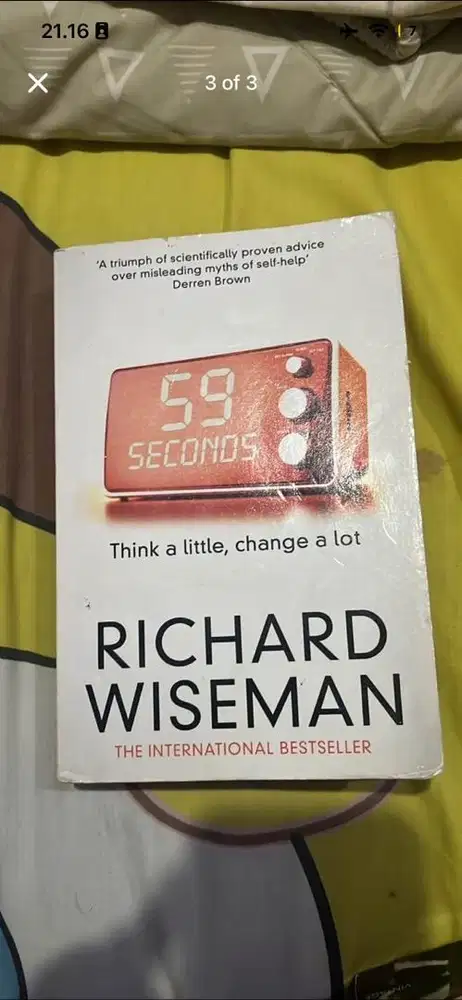 21.16
7
3 of 3
'A triumph of scientifically proven advice
over misleading myths of self-help'
Derren Brown
59
SECONDS
Think a little, change a lot
RICHARD
WISEMAN
THE INTERNATIONAL BESTSELLER